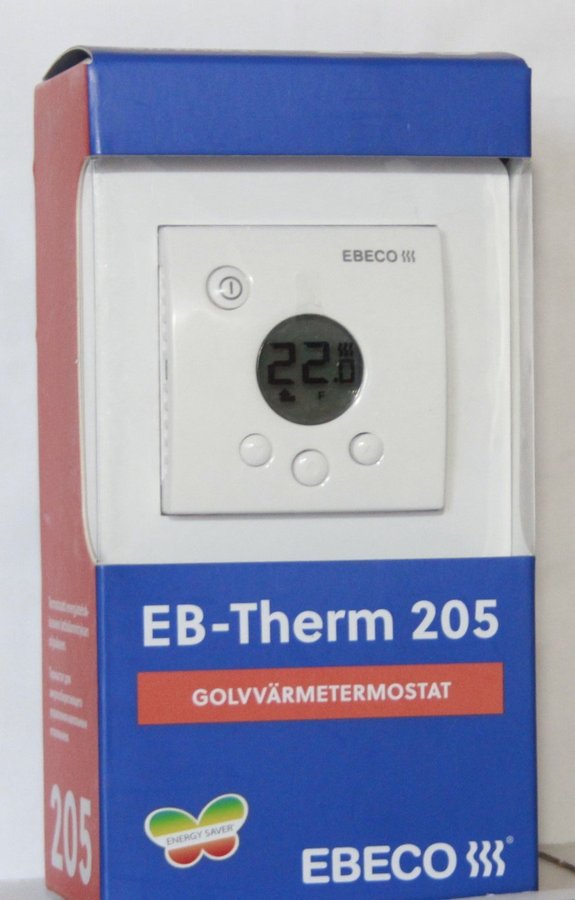 EBECO
22.0
F
EB-Therm 205
GOLVVÄRMETERMOSTAT
ENERGY SAVER
EBECO ®
205